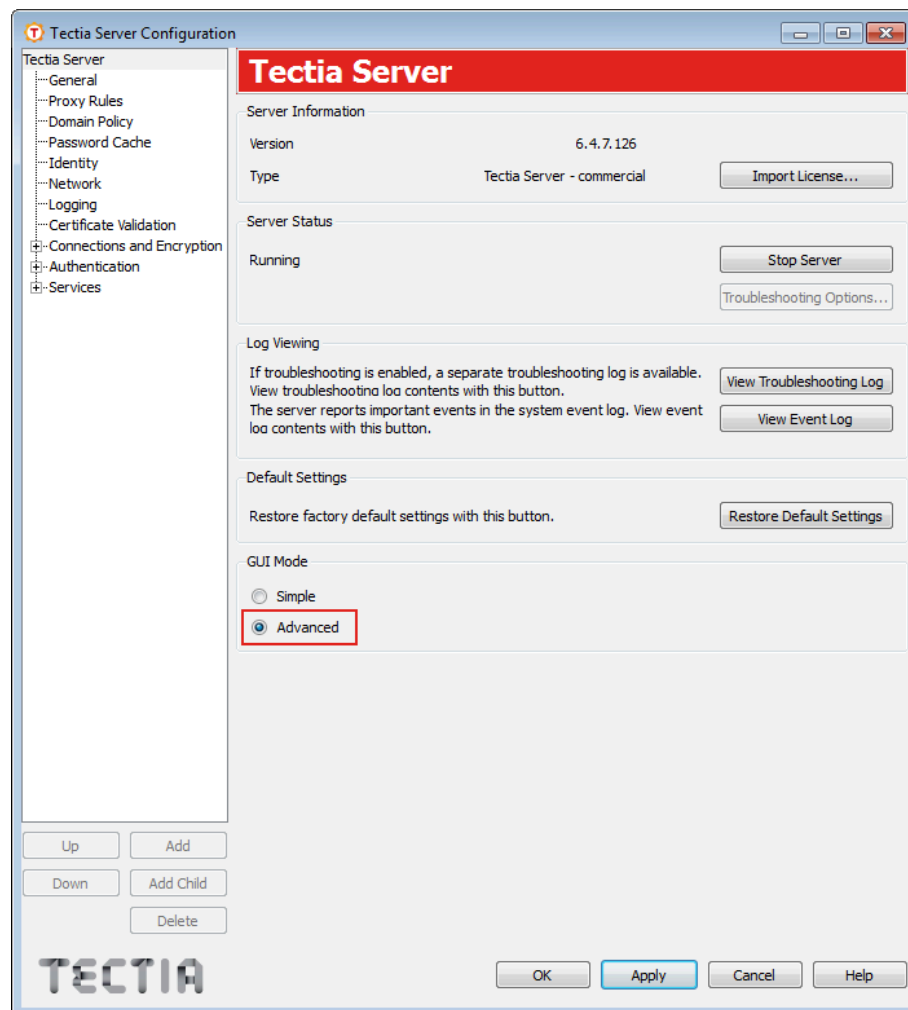 Tectia Server Configuration
Tectia Server
General
Proxy Rules
Domain Policy
Password Cache
Identity
Network
Logging
Certificate Validation
Connections and Encryption
Authentication
Services
Up
Add
Down
Add Child
Delete
TECTIA
Tectia Server
Server Information
Version
6.4.7.126
Type
Tectia Server - commercial
Import License...
Server Status
Running
Stop Server
Troubleshooting Options...
Log Viewing
If troubleshooting is enabled, a separate troubleshooting log is available.
View troubleshooting log contents with this button.
View Troubleshooting Log
The server reports important events in the system event log. View event
log contents with this button.
View Event Log
Default Settings
Restore factory default settings with this button.
Restore Default Settings
GUI Mode
Simple
Advanced
OK
Apply
Cancel
Help